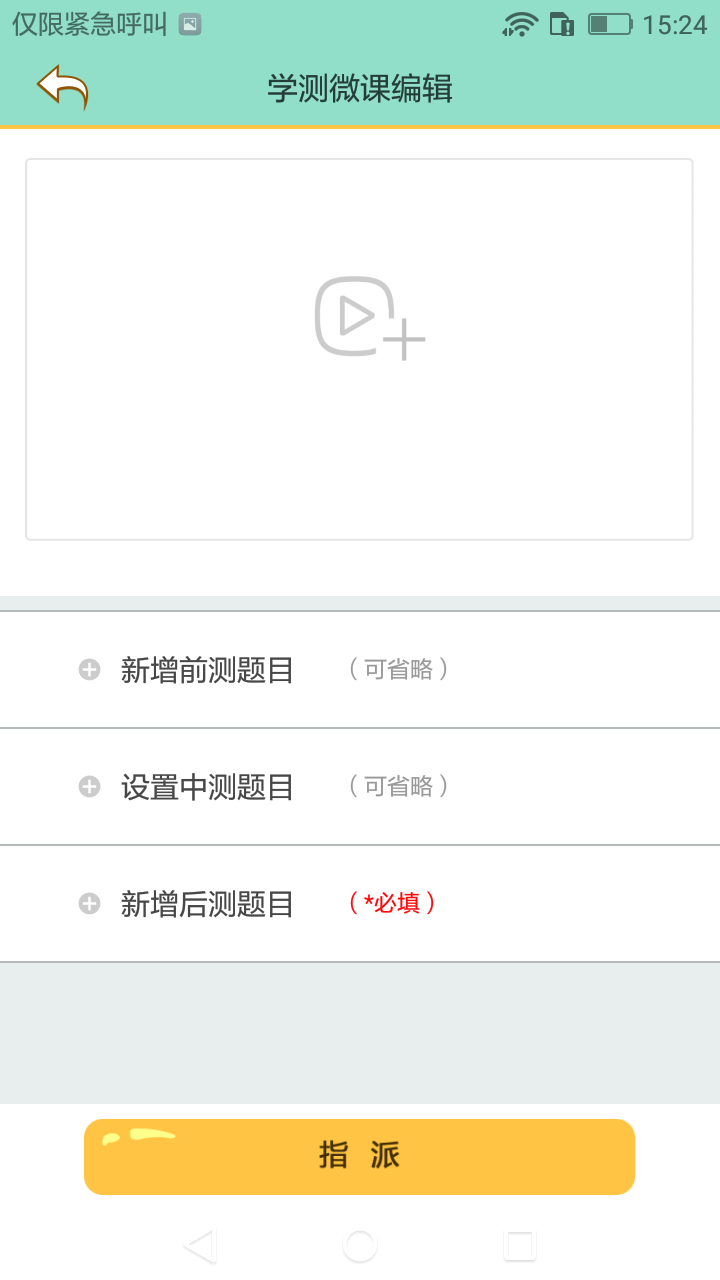 仅限紧急呼叫 15:24
学测微课编辑
新增前测题目 （可省略）
设置中测题目 （可省略）
新增后测题目 （*必填）
指 派